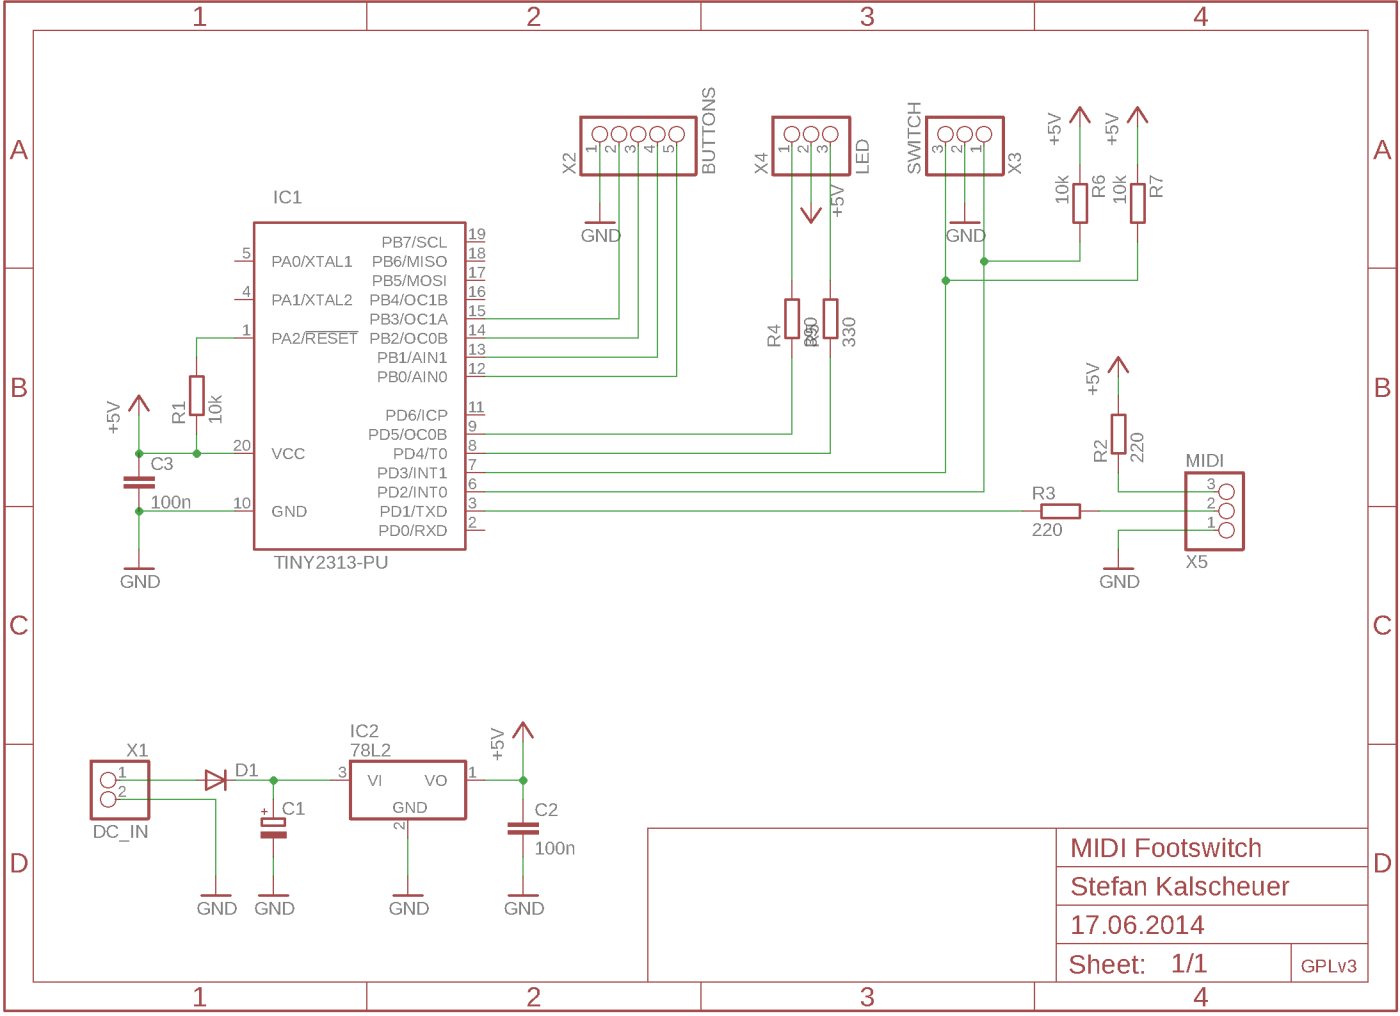 1 2 3 4
A A
B B
C C
D D
1 2 3 4
IC1
5 PA0/XTAL1
4 PA1/XTAL2
1 PA2/RESET
20 VCC
10 GND
PB7/SCL 19
PB6/MISO 18
PB5/MOSI 17
PB4/OC1B 16
PB3/OC1A 15
PB2/OC0B 14
PB1/AIN1 13
PB0/AIN0 12
PD6/ICP 11
PD5/OC0B 9
PD4/T0 8
PD3/INT1 7
PD2/INT0 6
PD1/TXD 3
PD0/RXD 2
TINY2313-PU
R1
10k
+5V
C3
100n
GND
X2
1 2 3 4 5
BUTTONS
GND
X4
1 2 3
LED
+5V
R4
330
SWITCH
3 2 1
X3
GND
+5V
10k
R6
+5V
10k
R7
+5V
R2
220
R3
220
MIDI
3
2
1
X5
GND
X1
1
2
DC_IN
D1
+
C1
GND
GND
IC2
78L2
3 VI VO 1
GND
2
GND
+5V
C2
100n
GND
MIDI Footswitch
Stefan Kalscheuer
17.06.2014
Sheet: 1/1
GPLv3